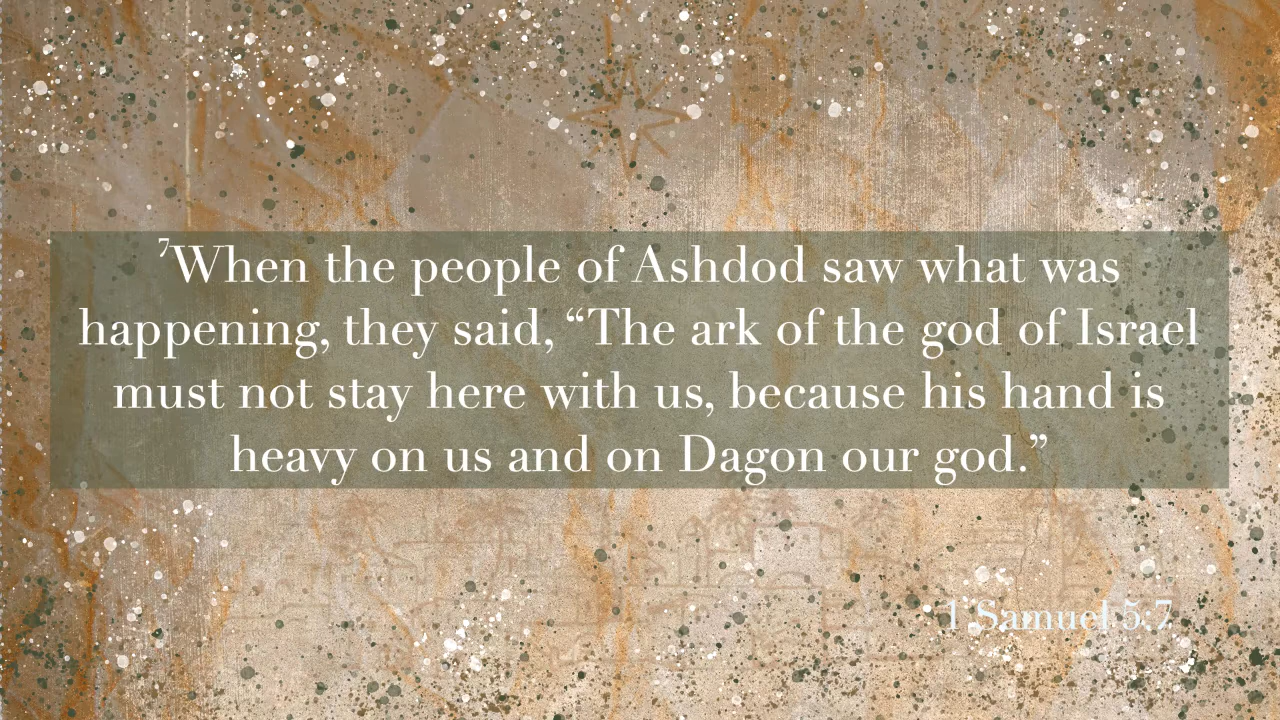 ⁷When the people of Ashdod saw what was
happening, they said, “The ark of the god of Israel
must not stay here with us, because his hand is
heavy on us and on Dagon our god.”
1 Samuel 5:7